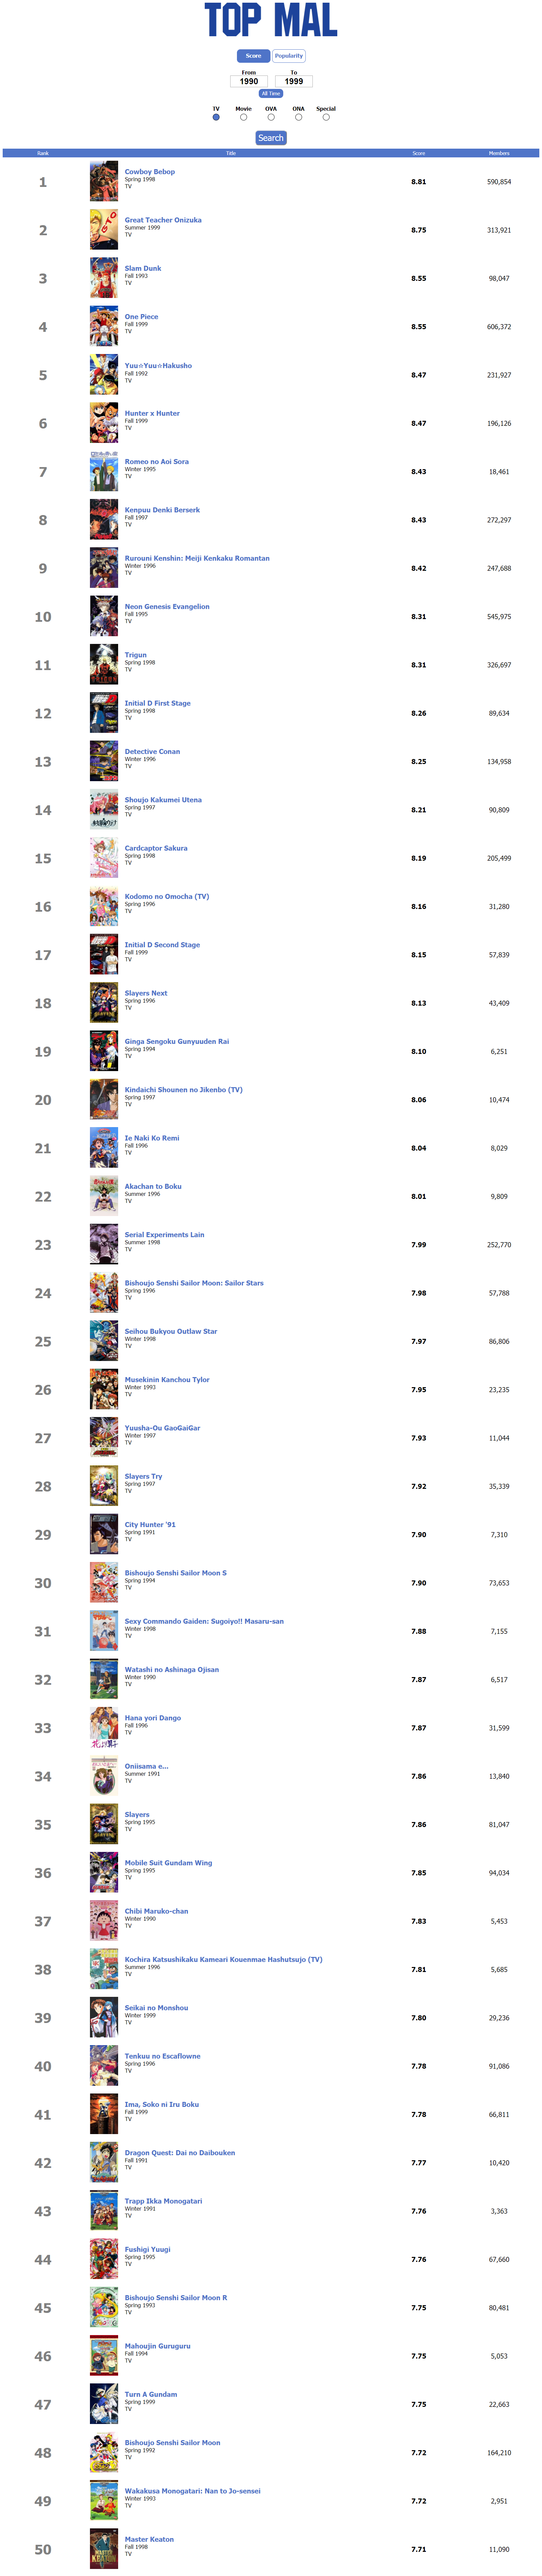 TOP MAL
Score Popularity
From To
1990 1999
All Time
TV Movie OVA ONA Special
Search
Rank Title Score Members
1 Cowboy Bebop 8.81 590,854
Spring 1998
TV
2 Great Teacher Onizuka 8.75 313,921
Summer 1999
TV
3 Slam Dunk 8.55 98,047
Fall 1993
TV
4 One Piece 8.55 606,372
Fall 1999
TV
5 Yuu☆Yuu☆Hakusho 8.47 231,927
Fall 1992
TV
6 Hunter x Hunter 8.47 196,126
Fall 1999
TV
7 Romeo no Aoi Sora 8.43 18,461
Winter 1995
TV
8 Kenpuu Denki Berserk 8.43 272,297
Fall 1997
TV
9 Rurouni Kenshin: Meiji Kenkaku Romantan 8.42 247,688
Winter 1996
TV
10 Neon Genesis Evangelion 8.31 545,975
Fall 1995
TV
11 Trigun 8.31 326,697
Spring 1998
TV
12 Initial D First Stage 8.26 89,634
Spring 1998
TV
13 Detective Conan 8.25 134,958
Winter 1996
TV
14 Shoujo Kakumei Utena 8.21 90,809
Spring 1997
TV
15 Cardcaptor Sakura 8.19 205,499
Spring 1998
TV
16 Kodomo no Omocha (TV) 8.16 31,280
Spring 1996
TV
17 Initial D Second Stage 8.15 57,839
Fall 1999
TV
18 Slayers Next 8.13 43,409
Spring 1996
TV
19 Ginga Sengoku Gunyuuden Rai 8.10 6,251
Spring 1994
TV
20 Kindaichi Shounen no Jikenbo (TV) 8.06 10,474
Spring 1997
TV
21 Ie Naki Ko Remi 8.04 8,029
Fall 1996
TV
22 Akachan to Boku 8.01 9,809
Summer 1996
TV
23 Serial Experiments Lain 7.99 252,770
Summer 1998
TV
24 Bishoujo Senshi Sailor Moon: Sailor Stars 7.98 57,788
Spring 1996
TV
25 Seihou Bukyou Outlaw Star 7.97 86,806
Winter 1998
TV
26 Musekinin Kanchou Tylor 7.95 23,235
Winter 1993
TV
27 Yuusha-Ou GaoGaiGar 7.93 11,044
Winter 1997
TV
28 Slayers Try 7.92 35,339
Spring 1997
TV
29 City Hunter '91 7.90 7,310
Spring 1991
TV
30 Bishoujo Senshi Sailor Moon S 7.90 73,653
Spring 1994
TV
31 Sexy Commando Gaiden: Sugoiyo!! Masaru-san 7.88 7,155
Winter 1998
TV
32 Watashi no Ashinaga Ojisan 7.87 6,517
Winter 1990
TV
33 Hana yori Dango 7.87 31,599
Fall 1996
TV
34 Oniisama e... 7.86 13,840
Summer 1991
TV
35 Slayers 7.86 81,047
Spring 1995
TV
36 Mobile Suit Gundam Wing 7.85 94,034
Spring 1995
TV
37 Chibi Maruko-chan 7.83 5,453
Winter 1990
TV
38 Kochira Katsushikaku Kameari Kouenmae Hashutsujo (TV) 7.81 5,685
Summer 1996
TV
39 Seikai no Monshou 7.80 29,236
Winter 1999
TV
40 Tenkuu no Escaflowne 7.78 91,086
Spring 1996
TV
41 Ima, Soko ni Iru Boku 7.78 66,811
Fall 1999
TV
42 Dragon Quest: Dai no Daibouken 7.77 10,420
Fall 1991
TV
43 Trapp Ikka Monogatari 7.76 3,363
Winter 1991
TV
44 Fushigi Yuugi 7.76 67,660
Spring 1995
TV
45 Bishoujo Senshi Sailor Moon R 7.75 80,481
Spring 1993
TV
46 Mahoujin Guruguru 7.75 5,053
Fall 1994
TV
47 Turn A Gundam 7.75 22,663
Spring 1999
TV
48 Bishoujo Senshi Sailor Moon 7.72 164,210
Spring 1992
TV
49 Wakakusa Monogatari: Nan to Jo-sensei 7.72 2,951
Winter 1993
TV
50 Master Keaton 7.71 11,090
Fall 1998
TV